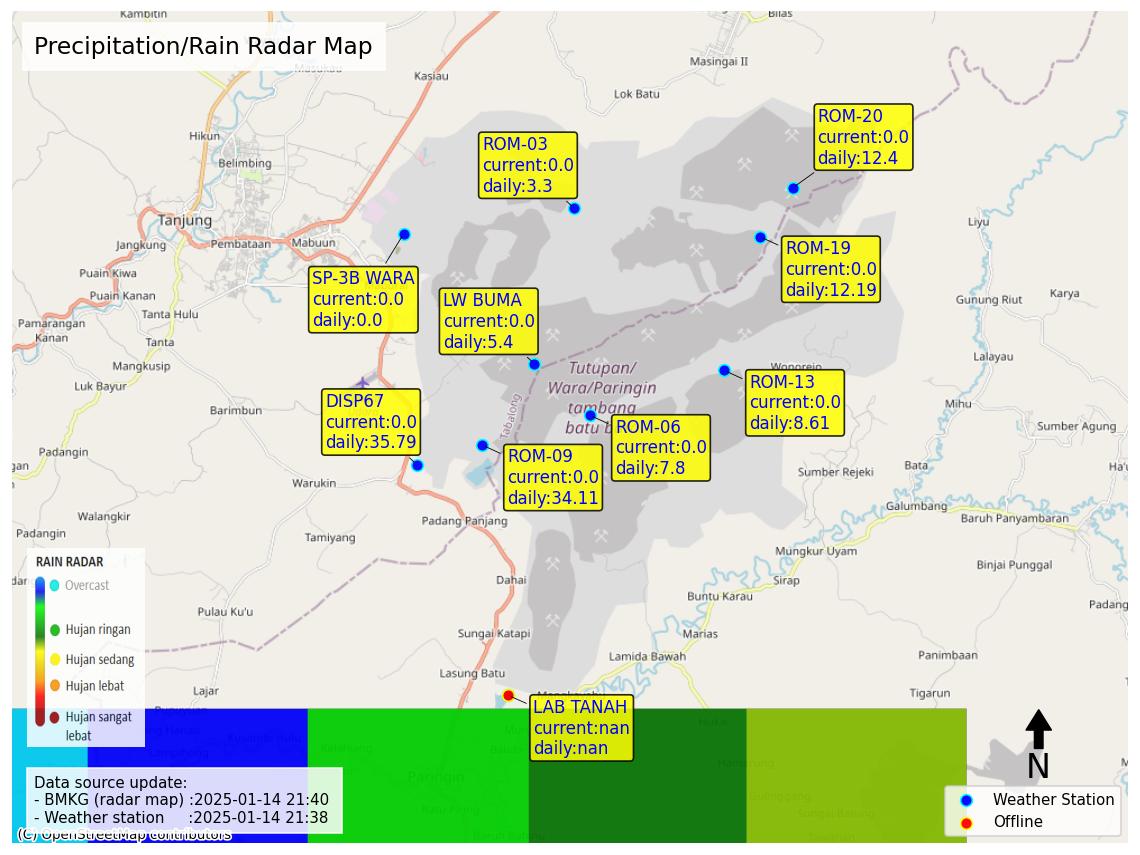 Kambitin
Bilas
Precipitation/Rain Radar Map
Masukau
Kasiau
Masingai II
Lok Batu
ROM-20
current:0.0
daily:12.4
Hikun
ROM-03
current:0.0
daily:3.3
Belimbing
Tanjung
Liyu
Jangkung
Pembataan
Mabuun
ROM-19
current:0.0
daily:12.19
Puain Kiwa
SP-3B WARA
current:0.0
daily:0.0
Puain Kanan
LW BUMA
current:0.0
daily:5.4
Karya
Gunung Riut
Tanta Hulu
Pamarangan
Kanan
Tanta
Lalayau
Mangkusip
Tutupan/
Wara/Paringin
tambang
batu b
Wonorejo
Luk Bayur
ROM-13
current:0.0
daily:8.61
DISP67
current:0.0
daily:35.79
Barimbun
Tabalong
Mihu
ROM-06
current:0.0
daily:7.8
Sumber Agung
Padangin
ROM-09
current:0.0
daily:34.11
gan
Bata
Sumber Rejeki
Warukin
Galumbang
Walangkir
Padang Panjang
Baruh Panyambaran
Padangin
Tamiyang
Mungkur Uyam
RAIN RADAR
Binjai Punggal
dar
Dahai
Sirap
Overcast
Buntu Karau
Padang
Pulau Ku'u
Hujan ringan
Sungai Katapi
Marias
Hujan sedang
Lamida Bawah
Panimbaan
Lasung Batu
Hujan lebat
Lajar
Tigarun
LAB TANAH
current:nan
daily:nan
Hujan sangat
lebat
Paringin
N
Data source update:
- BMKG (radar map) :2025-01-14 21:40
- Weather station :2025-01-14 21:38
Weather Station
Offline
(C) OpenStreetMap contributors